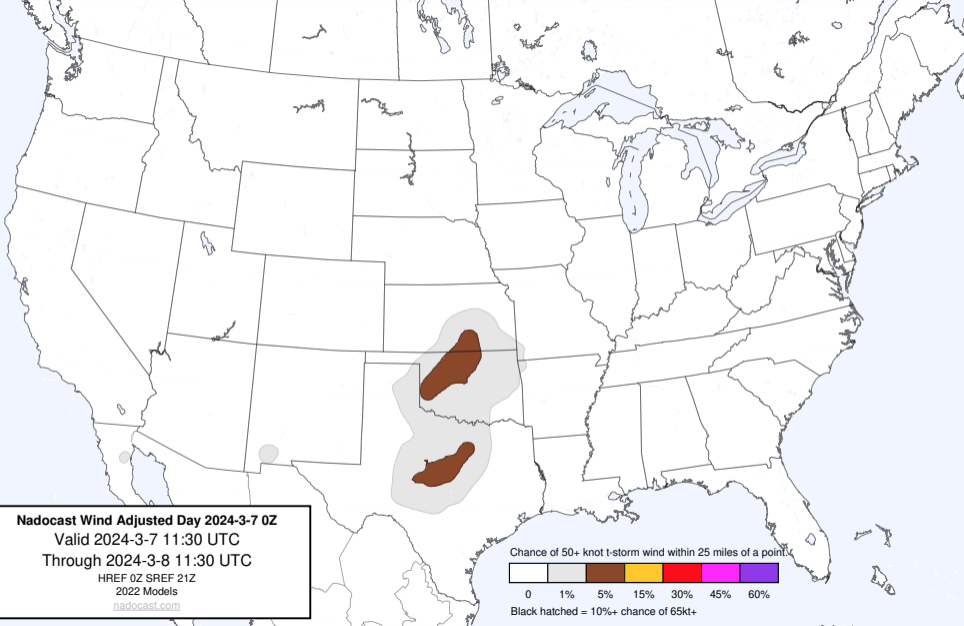 Nadocast Wind Adjusted Day 2024-3-7 0Z
Valid 2024-3-7 11:30 UTC
Through 2024-3-8 11:30 UTC
HREF 0Z SREF 21Z
2022 Models
nadocast.com
Chance of 50+ knot t-storm wind within 25 miles of a point.
0 1% 5% 15% 30% 45% 60%
Black hatched = 10%+ chance of 65kt+